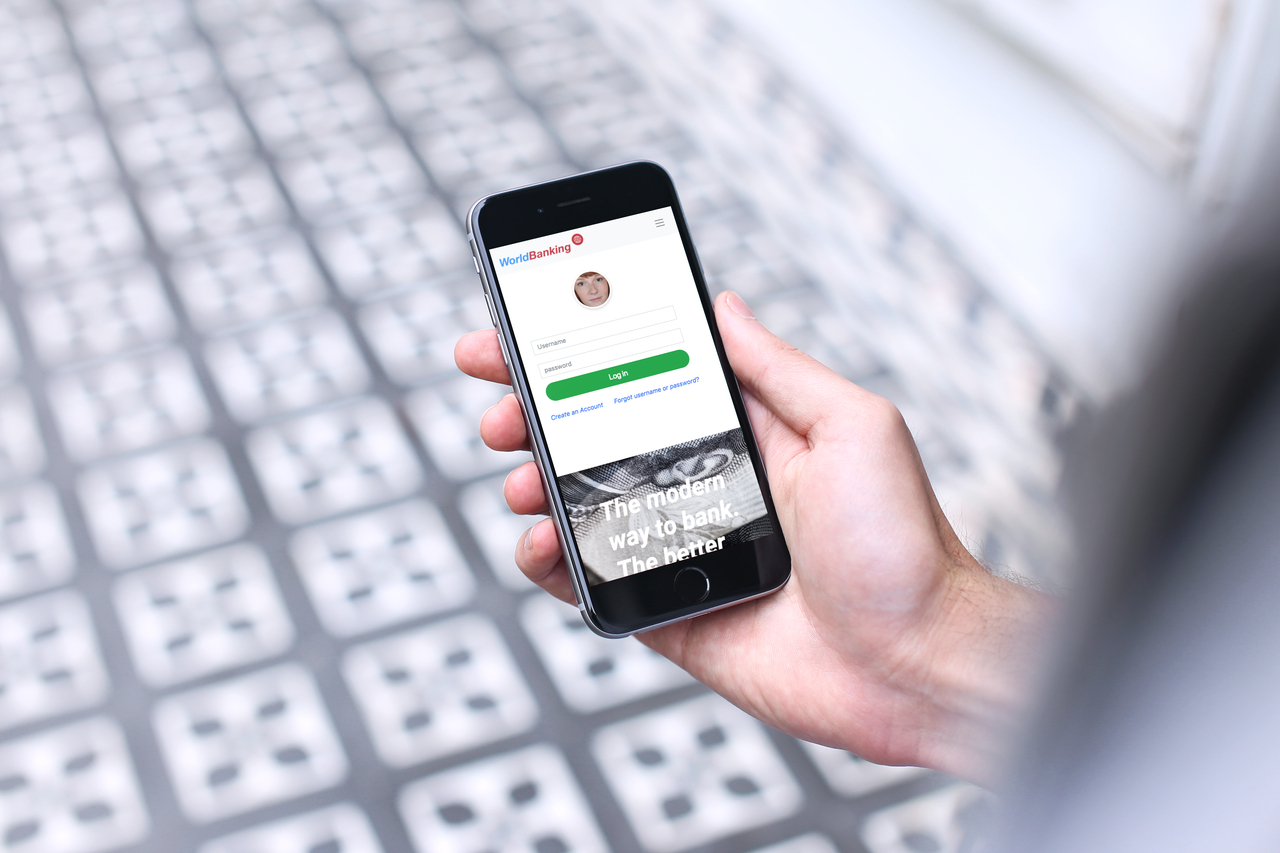 WorldBanking
Username
password
Log in
Create an Account Forgot username or password?
The modern
way to bank.
The better